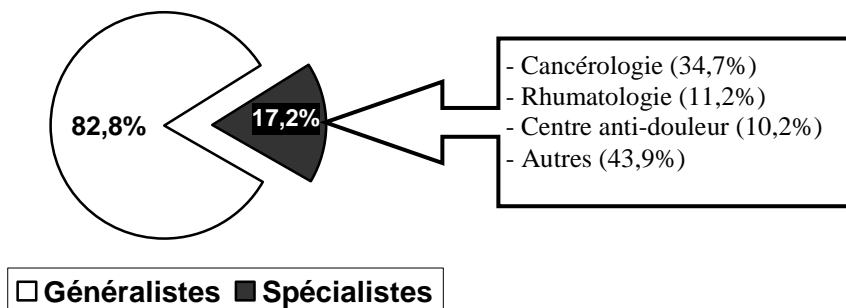 82,8%
17,2%
- Cancérologie (34,7%)
- Rhumatologie (11,2%)
- Centre anti-douleur (10,2%)
- Autres (43,9%)
Généralistes Spécialistes